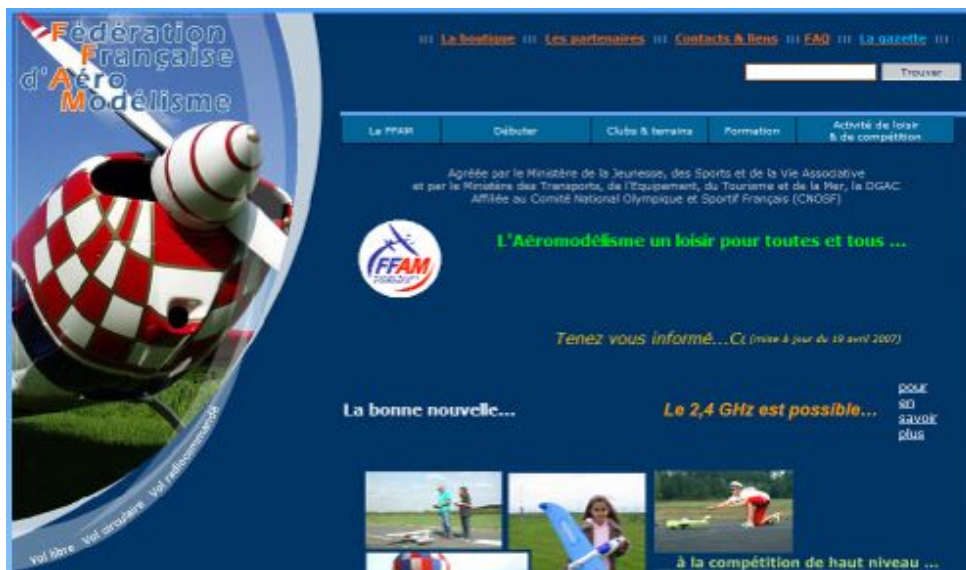 Fédération
Française
d'Aéro
Modélisme
::: La boutique ::: Les partenaires ::: Contacts & liens ::: FAQ ::: La gazette :::
Trouver
La FFAM Débuter Clubs & terrains Formation Activité de loisir & de compétition
Agréée par le Ministère de la Jeunesse, des Sports et de la Vie Associative
et par le Ministère des Transports, de l'Equipement, du Tourisme et de la Mer, la DGAC
Affiliée au Comité National Olympique et Sportif Français (CNOSF)
FFAM
L'Aéromodélisme un loisir pour toutes et tous ...
Tenez vous informé...Cc (mise à jour du 19 avril 2007)
La bonne nouvelle...
Le 2,4 GHz est possible...
pour
en
savoir
plus
Vol libre . Vol circulaire . Vol radiocommandé
à la compétition de haut niveau ...